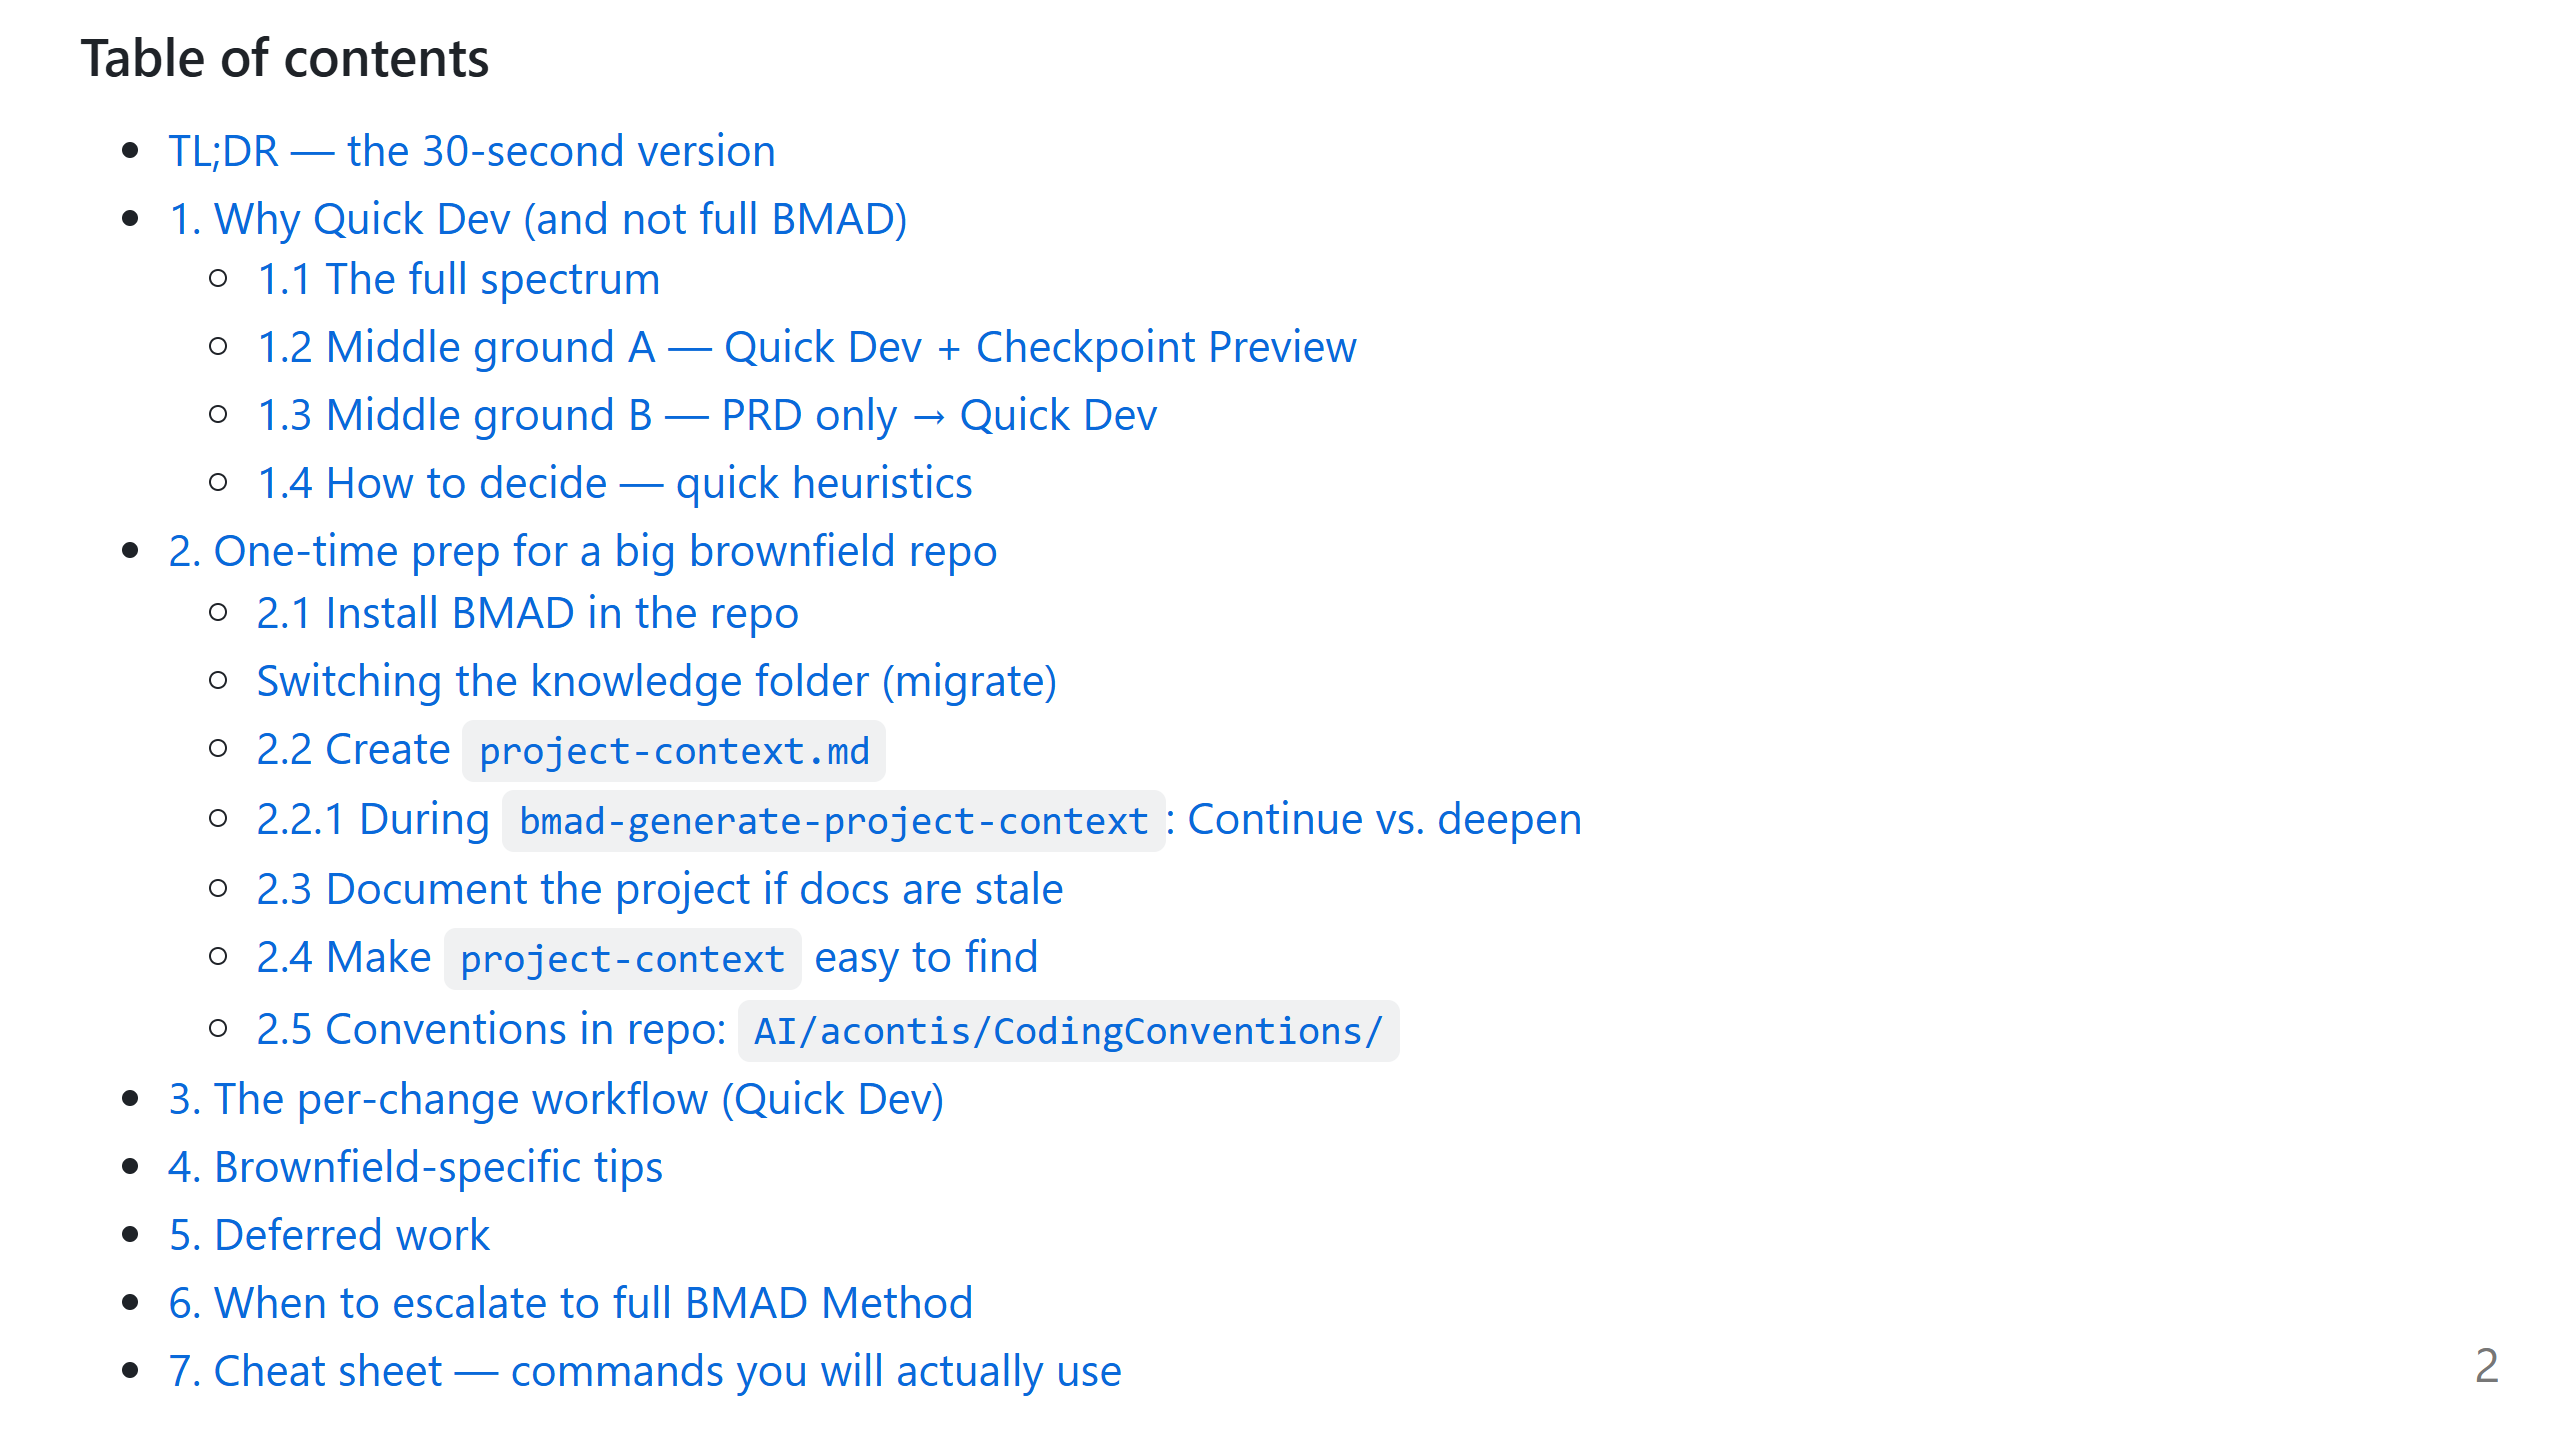 Table of contents
TL;DR — the 30-second version
1. Why Quick Dev (and not full BMAD)
1.1 The full spectrum
1.2 Middle ground A — Quick Dev + Checkpoint Preview
1.3 Middle ground B — PRD only → Quick Dev
1.4 How to decide — quick heuristics
2. One-time prep for a big brownfield repo
2.1 Install BMAD in the repo
Switching the knowledge folder (migrate)
2.2 Create project-context.md
2.2.1 During bmad-generate-project-context: Continue vs. deepen
2.3 Document the project if docs are stale
2.4 Make project-context easy to find
2.5 Conventions in repo: AI/acontis/CodingConventions/
3. The per-change workflow (Quick Dev)
4. Brownfield-specific tips
5. Deferred work
6. When to escalate to full BMAD Method
7. Cheat sheet — commands you will actually use
2